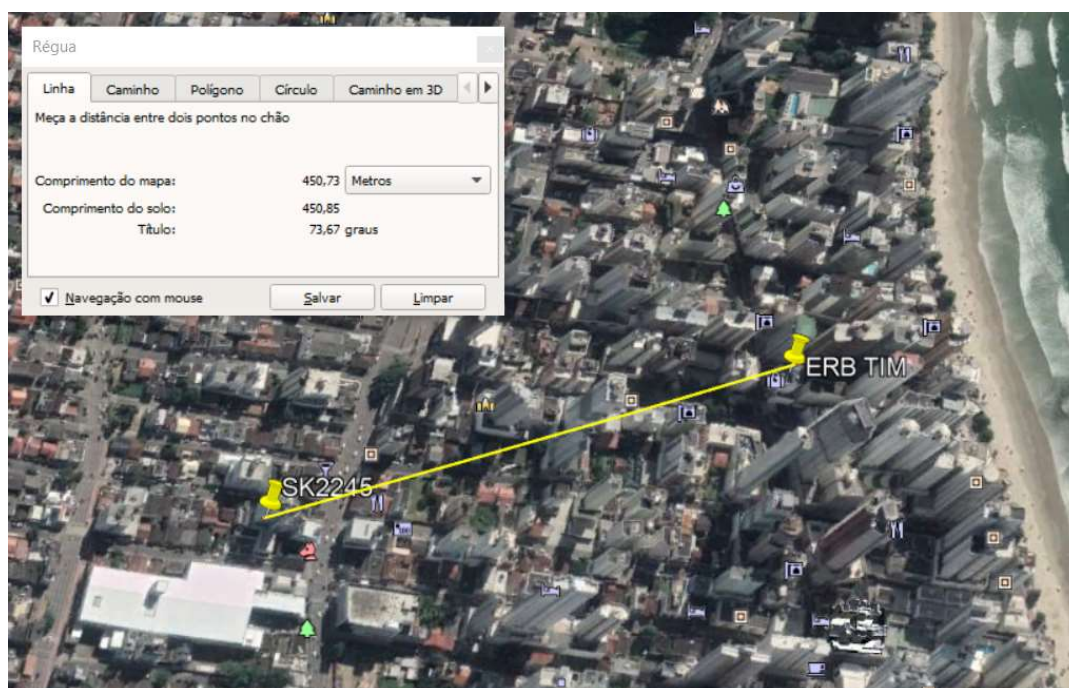 Régua
Linha
Caminho
Polígono
Círculo
Caminho em 3D
Meça a distância entre dois pontos no chão
Comprimento do mapa: 450,73 Metros
Comprimento do solo: 450,85
Título: 73,67 graus
Navegação com mouse
Salvar
Limpar
ERB TIM
SK2245